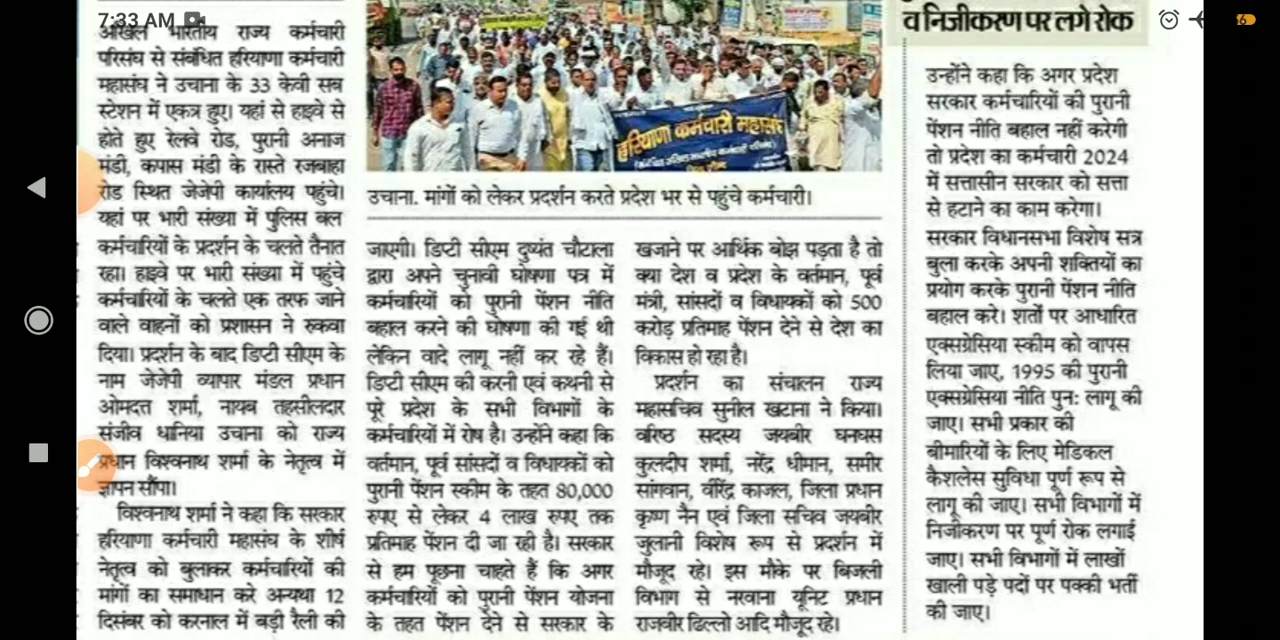 7:33 AM
अखिल भारतीय राज्य कर्मचारी
परिसंघ से संबंधित हरियाणा कर्मचारी
महासंघ ने उचाना के 33 केवी सब
स्टेशन में एकत्र हुए। यहां से हाइवे से
होते हुए रेलवे रोड, पुरानी अनाज
मंडी, कपास मंडी के रास्ते रजबाहा
रोड स्थित जेजेपी कार्यालय पहुंचे।
यहां पर भारी संख्या में पुलिस बल
कर्मचारियों के प्रदर्शन के चलते तैनात
रहा। हाइवे पर भारी संख्या में पहुंचे
कर्मचारियों के चलते एक तरफ जाने
वाले वाहनों को प्रशासन ने रुकवा
दिया। प्रदर्शन के बाद डिप्टी सीएम के
नाम जेजेपी व्यापार मंडल प्रधान
ओमदत्त शर्मा, नायब तहसीलदार
संजीव धानिया उचाना को राज्य
प्रधान विश्वनाथ शर्मा के नेतृत्व में
ज्ञापन सौंपा।
विश्वनाथ शर्मा ने कहा कि सरकार
हरियाणा कर्मचारी महासंघ के शीर्ष
नेतृत्व को बुलाकर कर्मचारियों की
मांगों का समाधान करे अन्यथा 12
दिसंबर को करनाल में बड़ी रैली की
हरियाणा कर्मचारी महासंघ
उचाना. मांगों को लेकर प्रदर्शन करते प्रदेश भर से पहुंचे कर्मचारी।
जाएगी। डिप्टी सीएम दुष्यंत चौटाला
द्वारा अपने चुनावी घोषणा पत्र में
कर्मचारियों को पुरानी पेंशन नीति
बहाल करने की घोषणा की गई थी
लेकिन वादे लागू नहीं कर रहे हैं।
डिप्टी सीएम की करनी एवं कथनी से
पूरे प्रदेश के सभी विभागों के
कर्मचारियों में रोष है। उन्होंने कहा कि
वर्तमान, पूर्व सांसदों व विधायकों को
पुरानी पेंशन स्कीम के तहत 80,000
रुपए से लेकर 4 लाख रुपए तक
प्रतिमाह पेंशन दी जा रही है। सरकार
से हम पूछना चाहते हैं कि अगर
कर्मचारियों को पुरानी पेंशन योजना
के तहत पेंशन देने से सरकार के
खजाने पर आर्थिक बोझ पड़ता है तो
क्या देश व प्रदेश के वर्तमान, पूर्व
मंत्री, सांसदों व विधायकों को 500
करोड़ प्रतिमाह पेंशन देने से देश का
विकास हो रहा है।
प्रदर्शन का संचालन राज्य
महासचिव सुनील खटाना ने किया।
वरिष्ठ सदस्य जयबीर घनघस
कुलदीप शर्मा, नरेंद्र धीमान, समीर
सांगवान, वीरेंद्र काजल, जिला प्रधान
कृष्ण नैन एवं जिला सचिव जयबीर
जुलानी विशेष रूप से प्रदर्शन में
मौजूद रहे। इस मौके पर बिजली
विभाग से नरवाना यूनिट प्रधान
राजवीर ढिल्लो आदि मौजूद रहे।
व निजीकरण पर लगे रोक
उन्होंने कहा कि अगर प्रदेश
सरकार कर्मचारियों की पुरानी
पेंशन नीति बहाल नहीं करेगी
तो प्रदेश का कर्मचारी 2024
में सत्तासीन सरकार को सत्ता
से हटाने का काम करेगा।
सरकार विधानसभा विशेष सत्र
बुला करके अपनी शक्तियों का
प्रयोग करके पुरानी पेंशन नीति
बहाल करे। शर्तों पर आधारित
एक्सग्रेसिया स्कीम को वापस
लिया जाए, 1995 की पुरानी
एक्सग्रेसिया नीति पुन: लागू की
जाए। सभी प्रकार की
बीमारियों के लिए मेडिकल
कैशलेस सुविधा पूर्ण रूप से
लागू की जाए। सभी विभागों में
निजीकरण पर पूर्ण रोक लगाई
जाए। सभी विभागों में लाखों
खाली पड़े पदों पर पक्की भर्ती
की जाए।